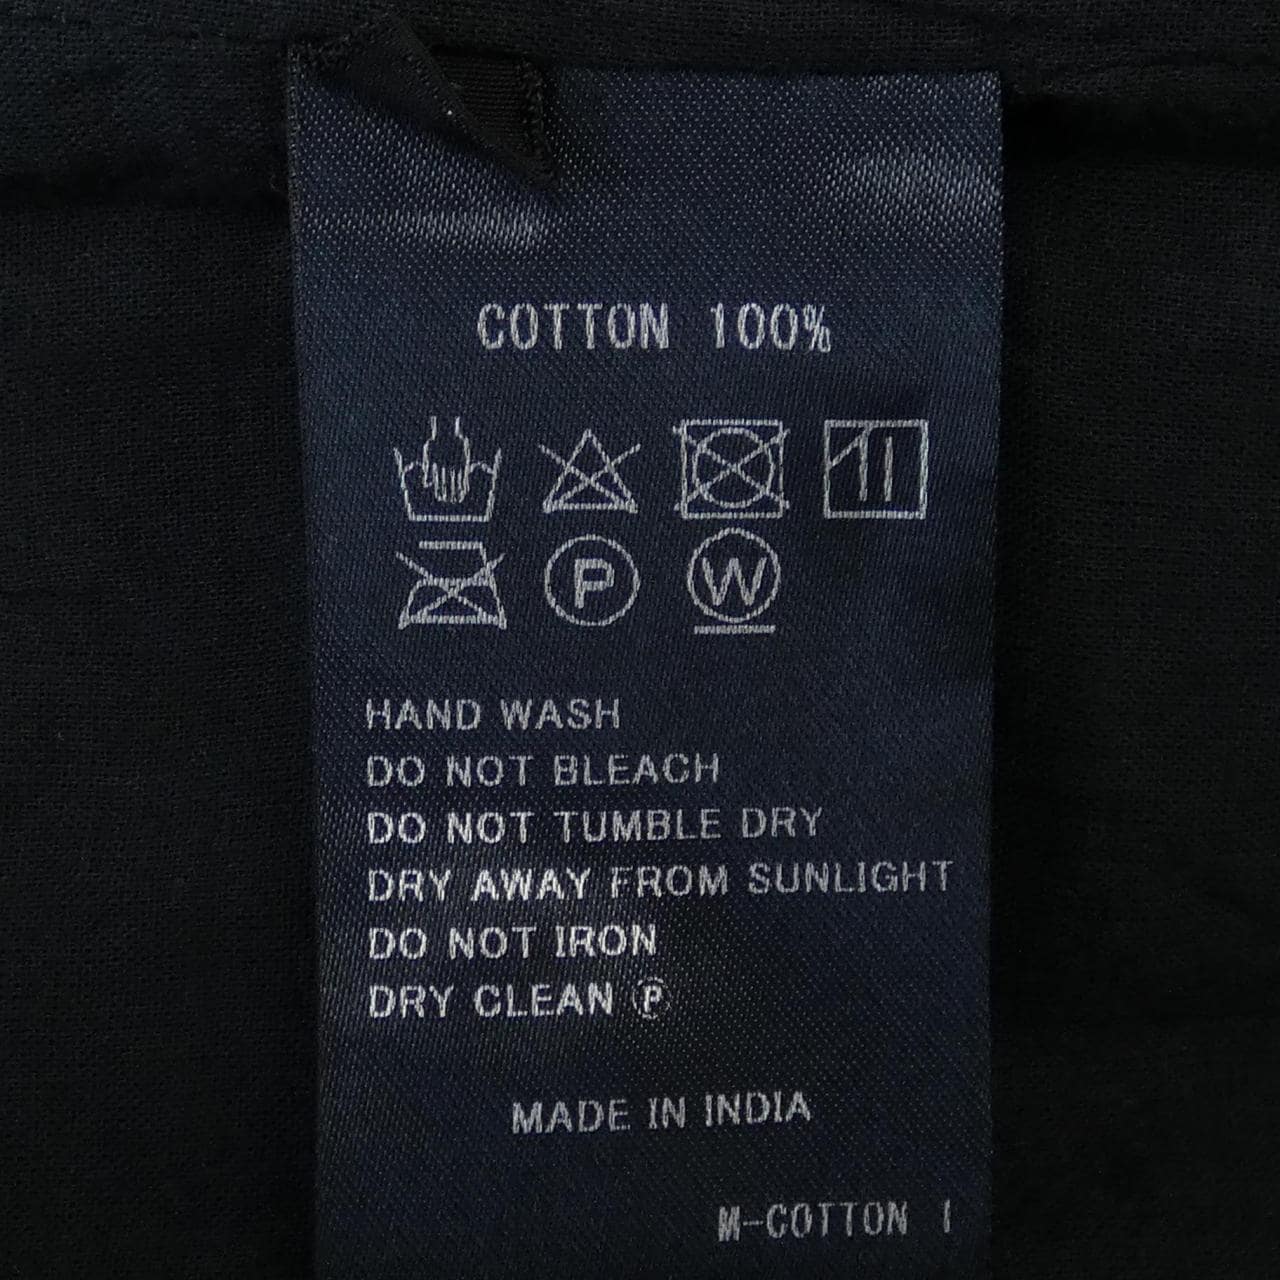 COTTON 100%
P W
HAND WASH
DO NOT BLEACH
DO NOT TUMBLE DRY
DRY AWAY FROM SUNLIGHT
DO NOT IRON
DRY CLEAN Ⓟ
MADE IN INDIA
M-COTTON 1